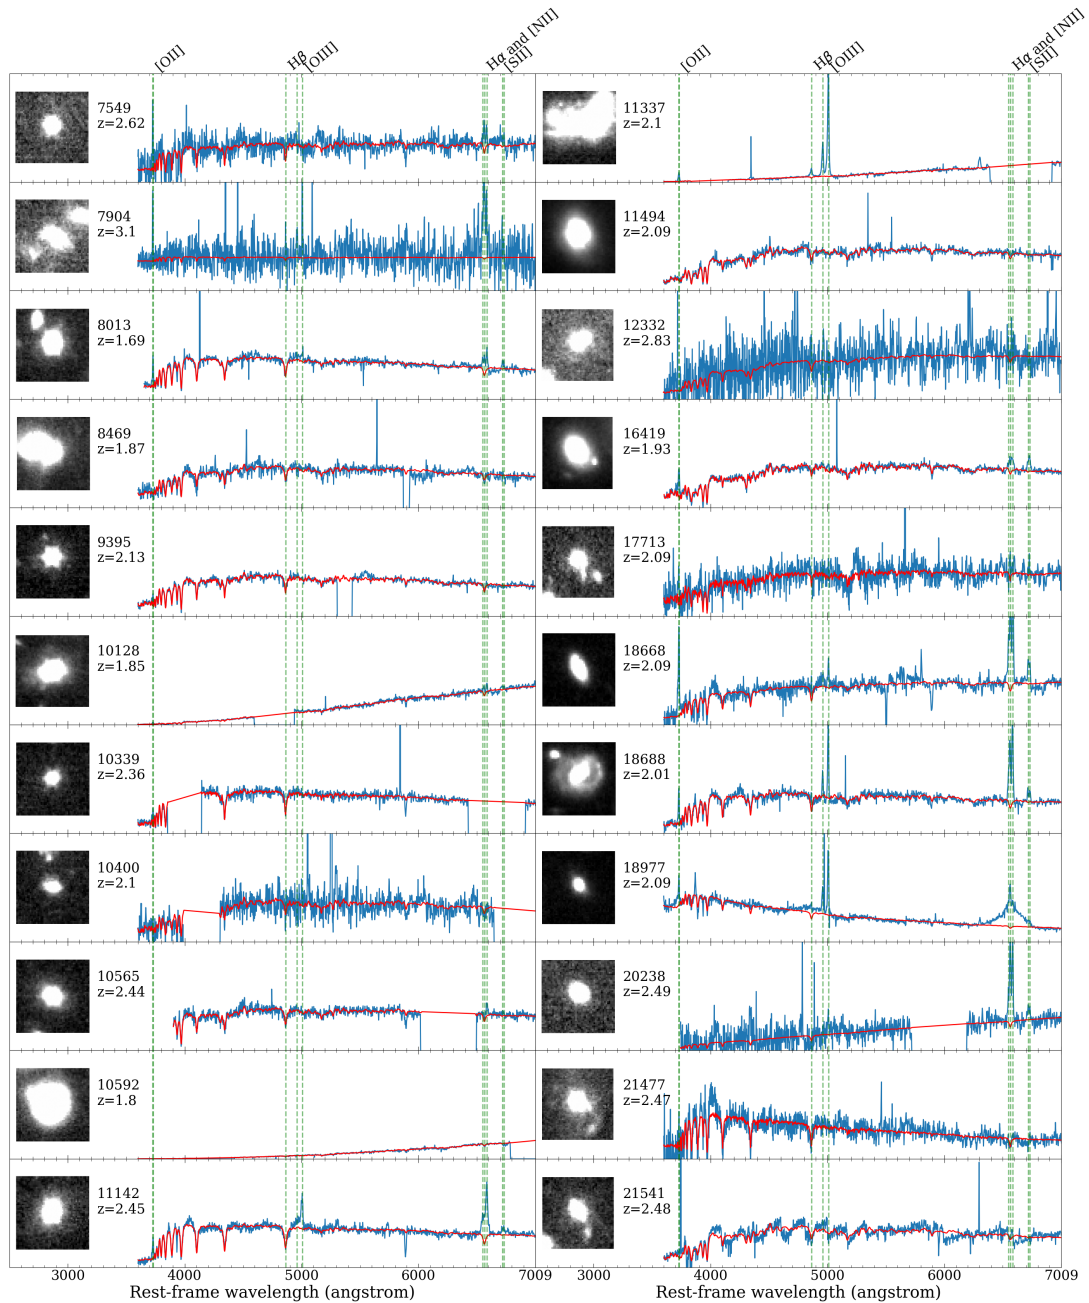 [OII]
Hβ
[OIII]
Hα and [NII]
[SII]
[OII]
Hβ
[OIII]
Hα and [NII]
[SII]
7549
z=2.62
7904
z=3.1
8013
z=1.69
8469
z=1.87
9395
z=2.13
10128
z=1.85
10339
z=2.36
10400
z=2.1
10565
z=2.44
10592
z=1.8
11142
z=2.45
3000 4000 5000 6000 7009
Rest-frame wavelength (angstrom)
11337
z=2.1
11494
z=2.09
12332
z=2.83
16419
z=1.93
17713
z=2.09
18668
z=2.09
18688
z=2.01
18977
z=2.09
20238
z=2.49
21477
z=2.47
21541
z=2.48
3000 4000 5000 6000 7009
Rest-frame wavelength (angstrom)